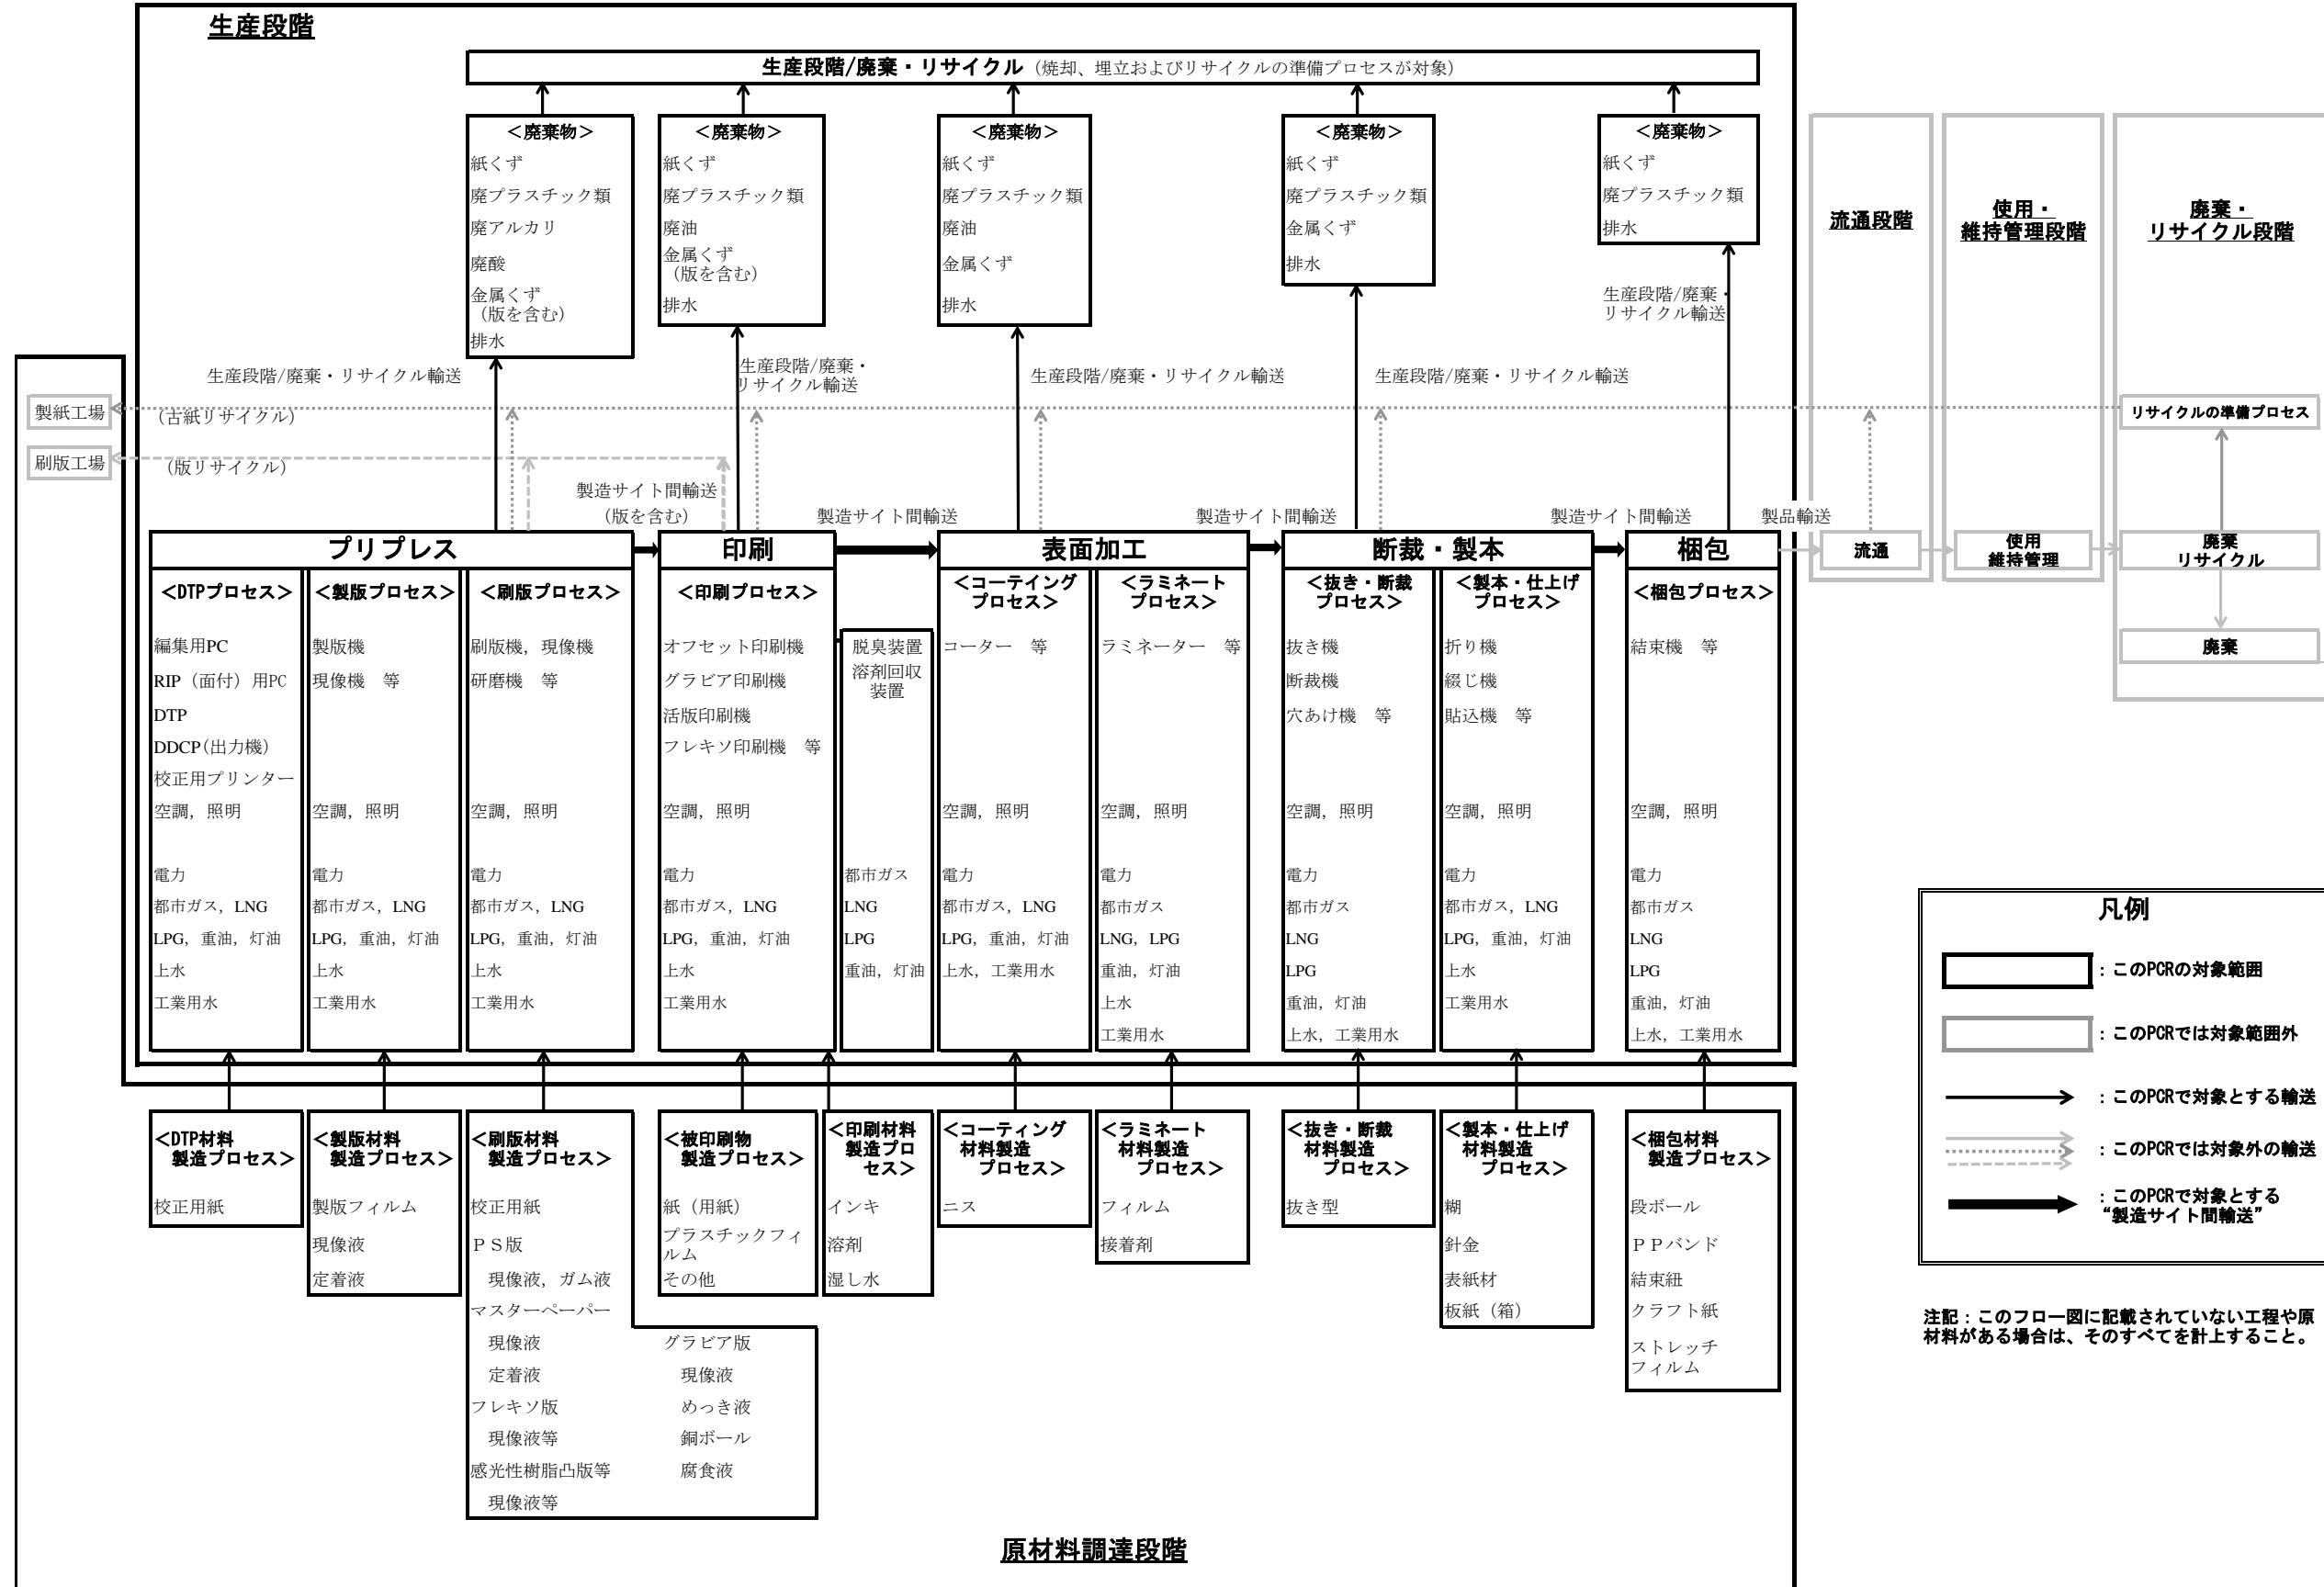 生産段階
生産段階/廃棄・リサイクル（焼却、埋立およびリサイクルの準備プロセスが対象）
＜廃棄物＞
紙くず
廃プラスチック類
廃アルカリ
廃酸
金属くず
（版を含む）
排水
＜廃棄物＞
紙くず
廃プラスチック類
廃油
金属くず
（版を含む）
排水
＜廃棄物＞
紙くず
廃プラスチック類
廃油
金属くず
排水
＜廃棄物＞
紙くず
廃プラスチック類
金属くず
排水
＜廃棄物＞
紙くず
廃プラスチック類
排水
流通段階
使用・
維持管理段階
廃棄・
リサイクル段階
生産段階/廃棄・リサイクル輸送
生産段階/廃棄・
リサイクル輸送
生産段階/廃棄・リサイクル輸送
生産段階/廃棄・リサイクル輸送
生産段階/廃棄・
リサイクル輸送
製紙工場
（古紙リサイクル）
リサイクルの準備プロセス
刷版工場
（版リサイクル）
製造サイト間輸送
（版を含む）
製造サイト間輸送
製造サイト間輸送
製造サイト間輸送
製品輸送
プリプレス
印刷
表面加工
断裁・製本
梱包
流通
使用
維持管理
廃棄
リサイクル
廃棄
＜DTPプロセス＞
編集用PC
RIP（面付）用PC
DTP
DDCP（出力機）
校正用プリンター
空調，照明
電力
都市ガス，LNG
LPG，重油，灯油
上水
工業用水
＜製版プロセス＞
製版機
現像機　等
空調，照明
電力
都市ガス，LNG
LPG，重油，灯油
上水
工業用水
＜刷版プロセス＞
刷版機，現像機
研磨機　等
空調，照明
電力
都市ガス，LNG
LPG，重油，灯油
上水
工業用水
＜印刷プロセス＞
オフセット印刷機
グラビア印刷機
活版印刷機
フレキソ印刷機　等
空調，照明
電力
都市ガス，LNG
LPG，重油，灯油
上水
工業用水
脱臭装置
溶剤回収
装置
都市ガス
LNG
LPG
重油，灯油
＜コーテイング
プロセス＞
コーター　等
空調，照明
電力
都市ガス，LNG
LPG，重油，灯油
上水，工業用水
＜ラミネート
プロセス＞
ラミネーター　等
空調，照明
電力
都市ガス
LNG，LPG
重油，灯油
上水
工業用水
＜抜き・断裁
プロセス＞
抜き機
断裁機
穴あけ機　等
空調，照明
電力
都市ガス
LNG
LPG
重油，灯油
上水，工業用水
＜製本・仕上げ
プロセス＞
折り機
綴じ機
貼込機　等
空調，照明
電力
都市ガス，LNG
LPG，重油，灯油
上水
工業用水
＜梱包プロセス＞
結束機　等
空調，照明
電力
都市ガス
LNG
LPG
重油，灯油
上水，工業用水
＜DTP材料
製造プロセス＞
校正用紙
＜製版材料
製造プロセス＞
製版フィルム
現像液
定着液
＜刷版材料
製造プロセス＞
校正用紙
ＰＳ版
現像液，ガム液
マスターペーパー
現像液
定着液
フレキソ版
現像液等
感光性樹脂凸版等
現像液等
グラビア版
現像液
めっき液
銅ボール
腐食液
＜被印刷物
製造プロセス＞
紙（用紙）
プラスチックフィ
ルム
その他
＜印刷材料
製造プロ
セス＞
インキ
溶剤
湿し水
＜コーティング
材料製造
プロセス＞
ニス
＜ラミネート
材料製造
プロセス＞
フィルム
接着剤
＜抜き・断裁
材料製造
プロセス＞
抜き型
＜製本・仕上げ
材料製造
プロセス＞
糊
針金
表紙材
板紙（箱）
＜梱包材料
製造プロセス＞
段ボール
ＰＰバンド
結束紐
クラフト紙
ストレッチ
フィルム
原材料調達段階
凡例
：このPCRの対象範囲
：このPCRでは対象範囲外
：このPCRで対象とする輸送
：このPCRでは対象外の輸送
：このPCRで対象とする
“製造サイト間輸送”
注記：このフロー図に記載されていない工程や原
材料がある場合は、そのすべてを計上すること。